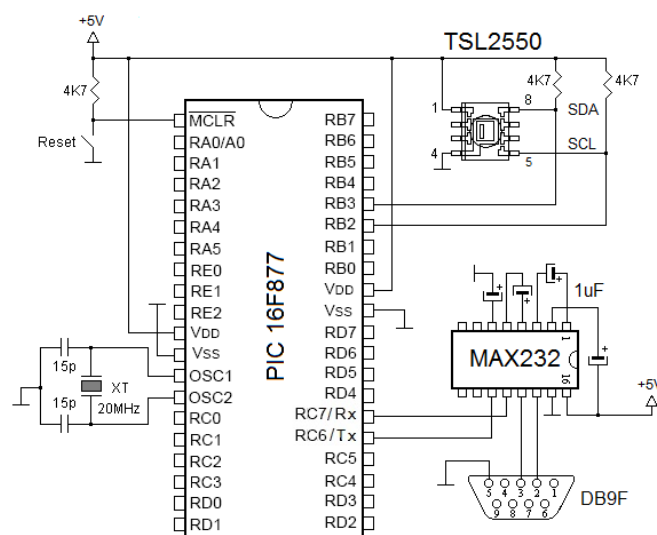 +5V
TSL2550
4K7
4K7
4K7
1
8
SDA
Reset
4
5
SCL
PIC 16F877
MCLR
RA0/A0
RA1
RA2
RA3
RA4
RA5
RE0
RE1
RE2
VDD
VSS
OSC1
OSC2
RC0
RC1
RC2
RC3
RD0
RD1
RB7
RB6
RB5
RB4
RB3
RB2
RB1
RB0
VDD
VSS
RD7
RD6
RD5
RD4
RC7/Rx
RC6/Tx
RC5
RC4
RD3
RD2
15p
15p
XT
20MHz
1uF
+
+
+
+
1
MAX232
16
+5V
5 4 3 2 1
9 8 7 6
DB9F